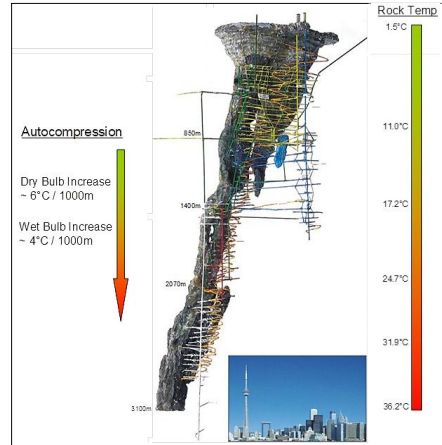 Rock Temp
1.5°C
850m
11.0°C
Autocompression
Dry Bulb Increase
~ 6°C / 1000m
1400m
17.2°C
Wet Bulb Increase
~ 4°C / 1000m
2070m
24.7°C
31.9°C
3100m
36.2°C